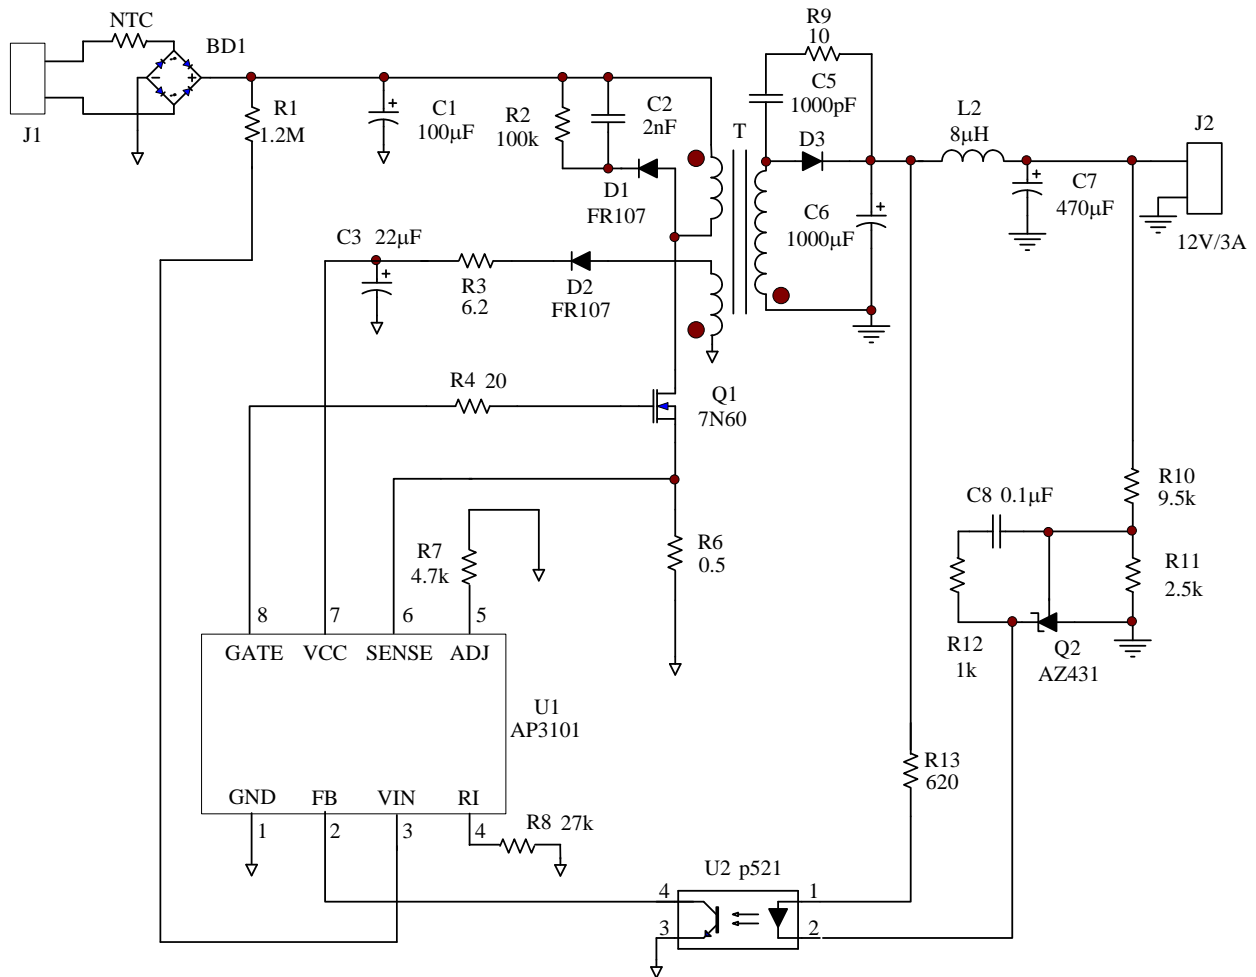 NTC
BD1
J1
R1
1.2M
C1
100μF
R2
100k
C2
2nF
D1
FR107
R9
10
C5
1000pF
T
D3
L2
8μH
J2
C6
1000μF
C7
470μF
12V/3A
C3 22μF
R3
6.2
D2
FR107
R4 20
Q1
7N60
R10
9.5k
C8 0.1μF
R7
4.7k
R6
0.5
R11
2.5k
R12
1k
Q2
AZ431
8 7 6 5
GATE VCC SENSE ADJ
U1
AP3101
GND FB VIN RI
1 2 3 4
R8 27k
R13
620
U2 p521
4 1
3 2